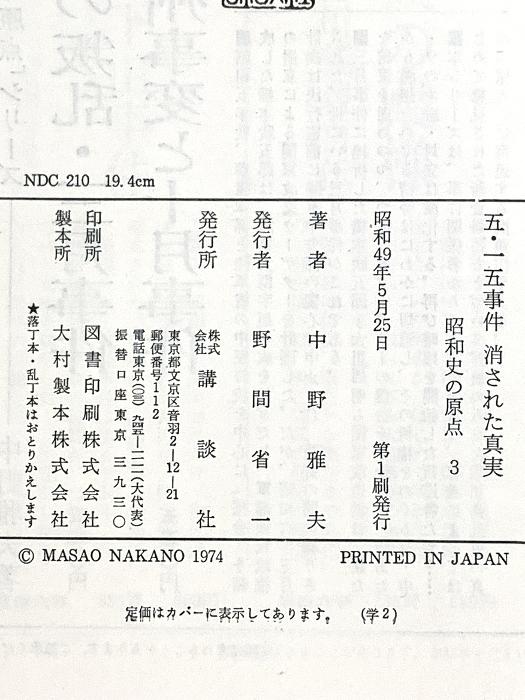 NDC 210 19.4cm
五・一五事件 消された真実
昭和史の原点 3
昭和49年5月25日 第1刷発行
著者 中野雅夫
発行者 野間省一
発行所 株式会社 講談社
東京都文京区音羽2-12-21
郵便番号112
電話東京(〇三)九四五-一一一一(大代表)
振替口座東京 三九三〇
印刷所 図書印刷株式会社
製本所 大村製本株式会社
★落丁本・乱丁本はおとりかえします
© MASAO NAKANO 1974
PRINTED IN JAPAN
定価はカバーに表示してあります。 (学2)